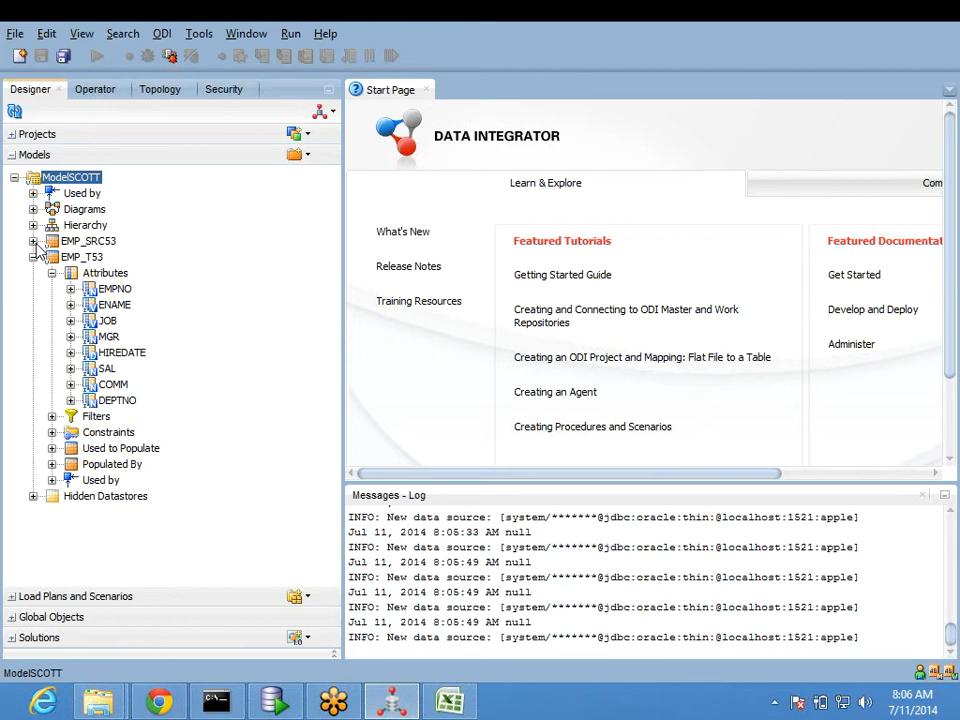 File Edit View Search ODI Tools Window Run Help
Designer Operator Topology Security
Start Page
Projects
Models
ModelSCOTT
Used by
Diagrams
Hierarchy
EMP_SRC53
EMP_T53
Attributes
EMPNO
ENAME
JOB
MGR
HIREDATE
SAL
COMM
DEPTNO
Filters
Constraints
Used to Populate
Populated By
Used by
Hidden Datastores
Load Plans and Scenarios
Global Objects
Solutions
DATA INTEGRATOR
Learn & Explore
Com
What's New
Release Notes
Training Resources
Featured Tutorials
Getting Started Guide
Creating and Connecting to ODI Master and Work
Repositories
Creating an ODI Project and Mapping: Flat File to a Table
Creating an Agent
Creating Procedures and Scenarios
Featured Documentat
Get Started
Develop and Deploy
Administer
Messages - Log
INFO: New data source: [system/*******@jdbc:oracle:thin:@localhost:1521:apple]
Jul 11, 2014 8:05:33 AM null
INFO: New data source: [system/*******@jdbc:oracle:thin:@localhost:1521:apple]
Jul 11, 2014 8:05:49 AM null
INFO: New data source: [system/*******@jdbc:oracle:thin:@localhost:1521:apple]
Jul 11, 2014 8:05:49 AM null
INFO: New data source: [system/*******@jdbc:oracle:thin:@localhost:1521:apple]
Jul 11, 2014 8:05:49 AM null
INFO: New data source: [system/*******@jdbc:oracle:thin:@localhost:1521:apple]
ModelSCOTT
8:06 AM
7/11/2014